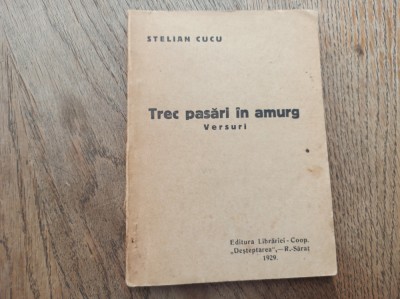 STELIAN CUCU
Trec pasări în amurg
Versuri
Editura Librăriei - Coop.
„Deșteptarea”,—R.-Sărat
1929.